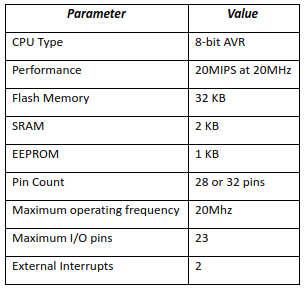 Parameter Value
CPU Type 8-bit AVR
Performance 20MIPS at 20MHz
Flash Memory 32 KB
SRAM 2 KB
EEPROM 1 KB
Pin Count 28 or 32 pins
Maximum operating frequency 20Mhz
Maximum I/O pins 23
External Interrupts 2